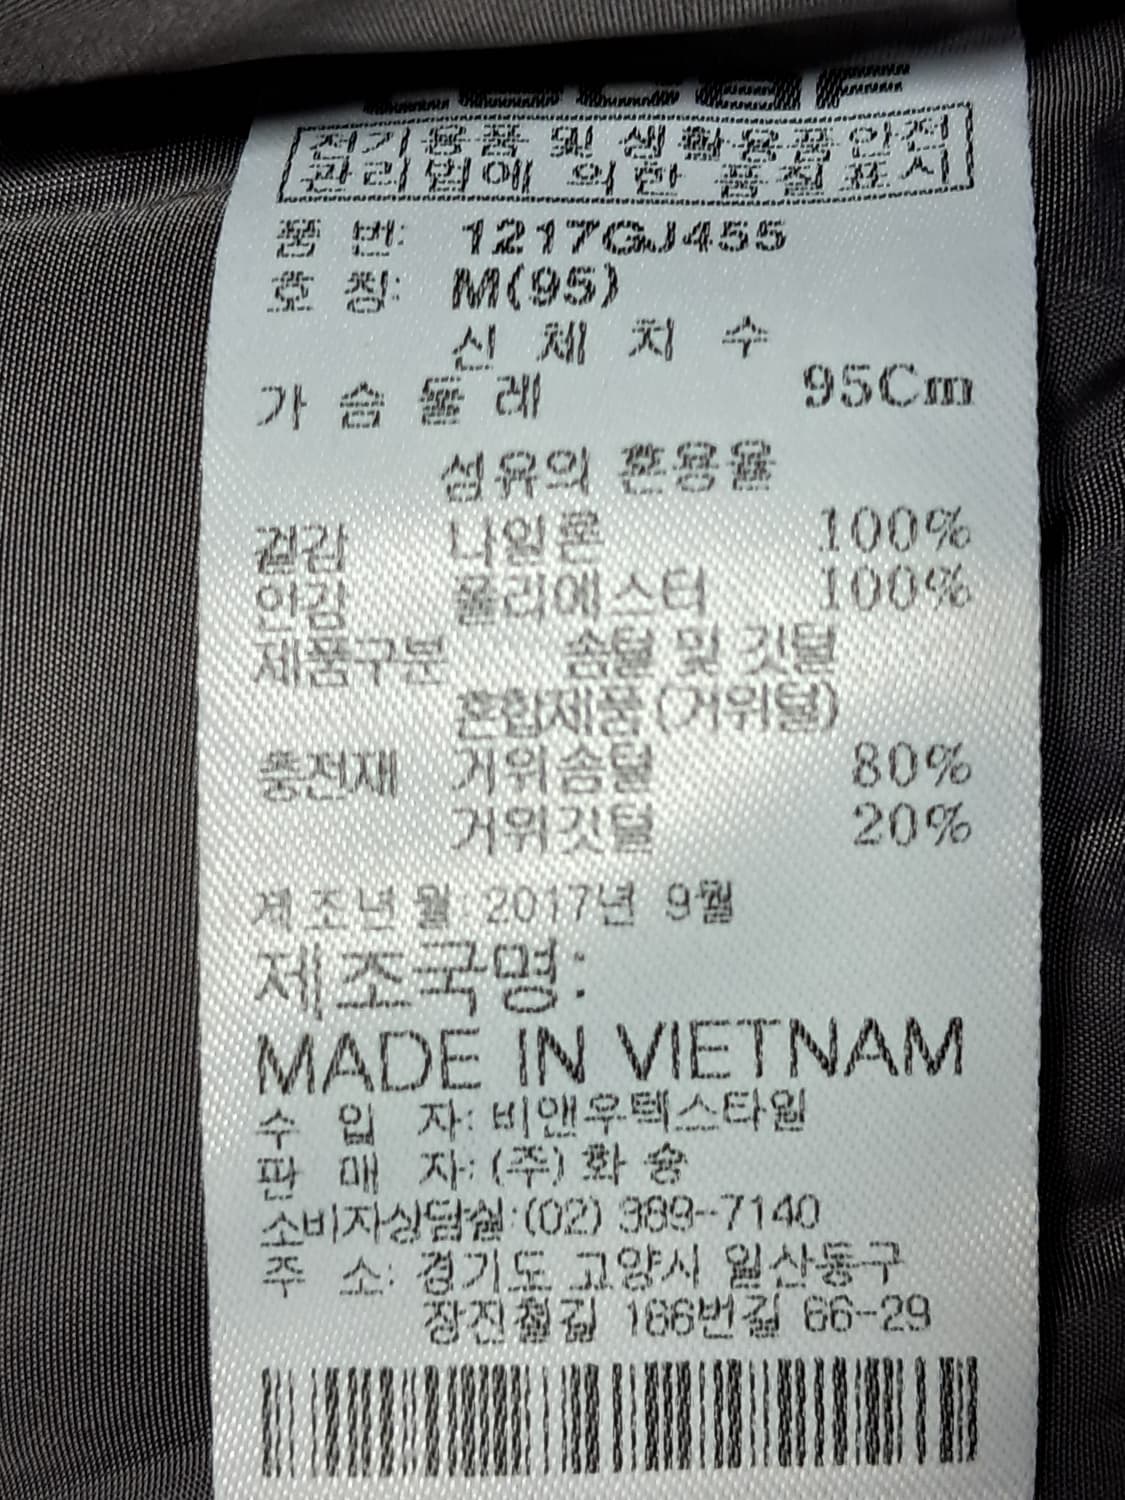 전기용품 및 생활용품안전
관리법에 의한 품질표시
품 번: 1217GJ455
호 칭: M(95)
신 체 치 수
가 슴 둘 레 95Cm
섬유의 혼용율
겉감 나일론 100%
안감 폴리에스터 100%
제품구분 솜털 및 깃털
혼합제품(거위털)
충전재 거위솜털 80%
거위깃털 20%
제조년월: 2017년 9월
제조국명:
MADE IN VIETNAM
수 입 자: 비앤우텍스타일
판 매 자: (주) 화 숭
소비자상담실: (02) 389-7140
주 소: 경기도 고양시 일산동구
장진철길 166번길 66-29